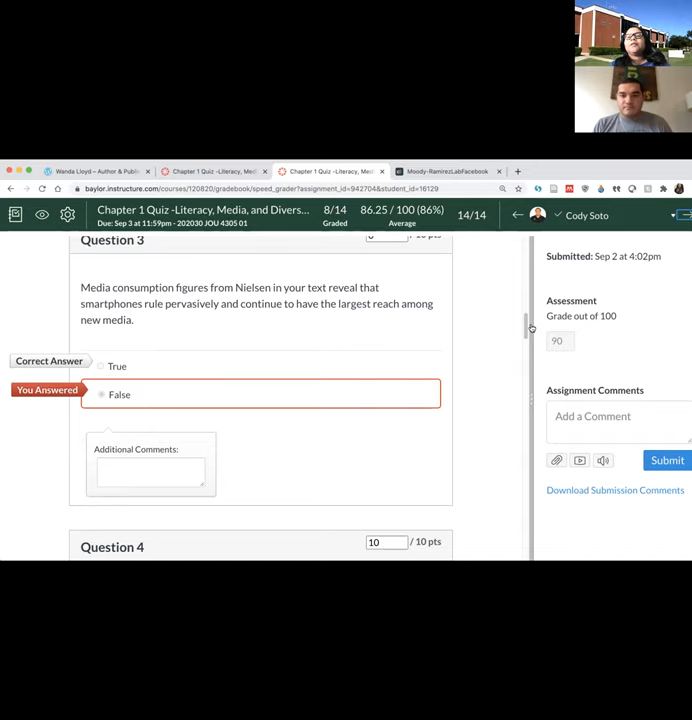 Wanda Lloyd – Author & Publi
Chapter 1 Quiz -Literacy, Med
Chapter 1 Quiz -Literacy, Med
Moody-RamirezLabFacebook
baylor.instructure.com/courses/120820/gradebook/speed_grader?assignment_id=942704&student_id=16129
Chapter 1 Quiz -Literacy, Media, and Divers...
Due: Sep 3 at 11:59pm - 202030 JOU 4305 01
8/14
Graded
86.25 / 100 (86%)
Average
14/14
Cody Soto
Question 3
/ 10 pts
Media consumption figures from Nielsen in your text reveal that
smartphones rule pervasively and continue to have the largest reach among
new media.
Correct Answer
True
You Answered
False
Additional Comments:
Question 4
10 / 10 pts
Submitted: Sep 2 at 4:02pm
Assessment
Grade out of 100
90
Assignment Comments
Add a Comment
Submit
Download Submission Comments